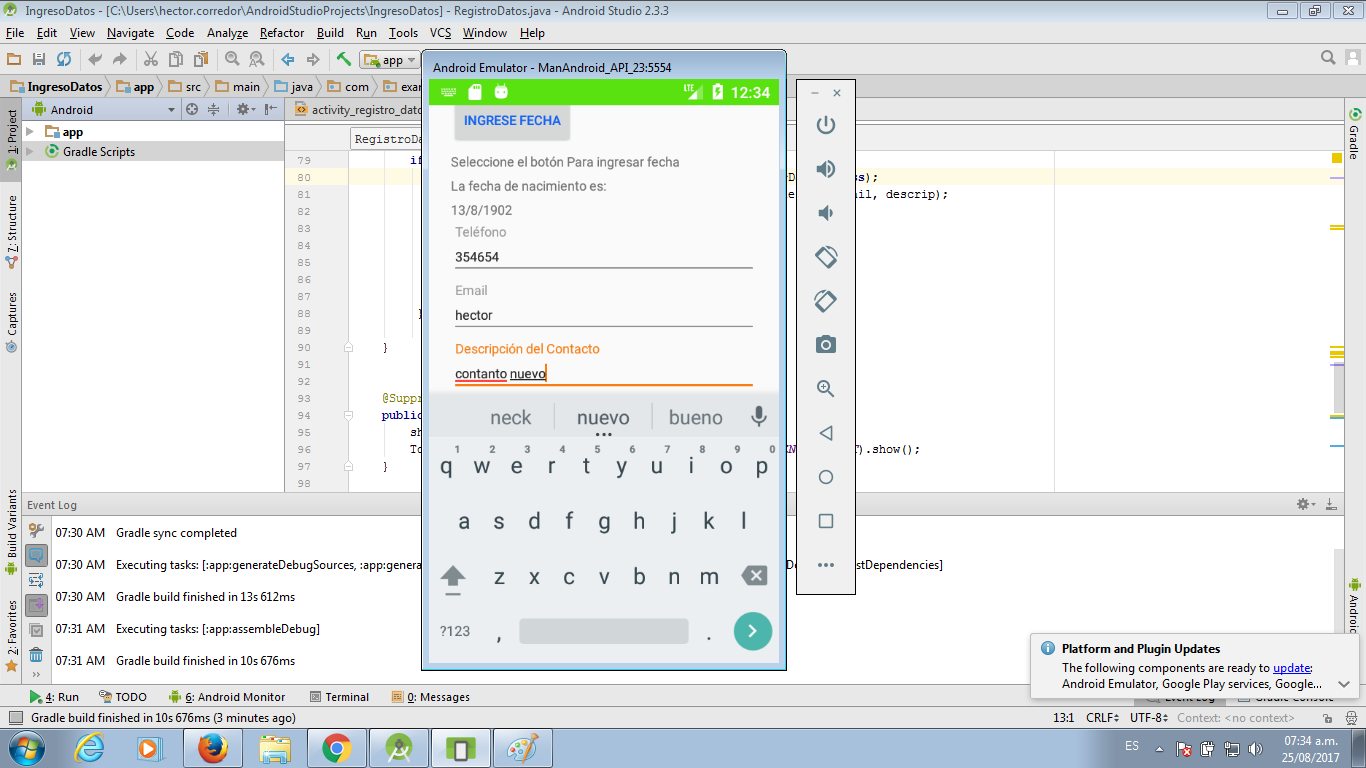 IngresoDatos - [C:\Users\hector.corredor\AndroidStudioProjects\IngresoDatos] - RegistroDatos.java - Android Studio 2.3.3
File Edit View Navigate Code Analyze Refactor Build Run Tools VCS Window Help
app
IngresoDatos app src main java com
Android
activity_registro_dato
1: Project
7: Structure
Captures
Build Variants
2: Favorites
Gradle
app
Gradle Scripts
79 if
80 ss);
81 ail, descrip);
82
83
84
85
86
87
88 }
89
90 }
91
92
93 @Suppr
94 public
95 sh
96 To ).show();
97 }
98
Android Emulator - ManAndroid_API_23:5554
LTE 12:34
INGRESE FECHA
Seleccione el botón Para ingresar fecha
La fecha de nacimiento es:
13/8/1902
Teléfono
354654
Email
hector
Descripción del Contacto
contanto nuevo
neck nuevo bueno
1 2 3 4 5 6 7 8 9 0
q w e r t y u i o p
a s d f g h j k l
z x c v b n m
?123 , .
Event Log
07:30 AM Gradle sync completed
07:30 AM Executing tasks: [:app:generateDebugSources, :app:generat stDependencies]
07:30 AM Gradle build finished in 13s 612ms
07:31 AM Executing tasks: [:app:assembleDebug]
07:31 AM Gradle build finished in 10s 676ms
Platform and Plugin Updates
The following components are ready to update:
Android Emulator, Google Play services, Google...
4: Run TODO 6: Android Monitor Terminal 0: Messages
Gradle build finished in 10s 676ms (3 minutes ago) 13:1 CRLF UTF-8 Context: <no context>
ES 07:34 a.m.
25/08/2017